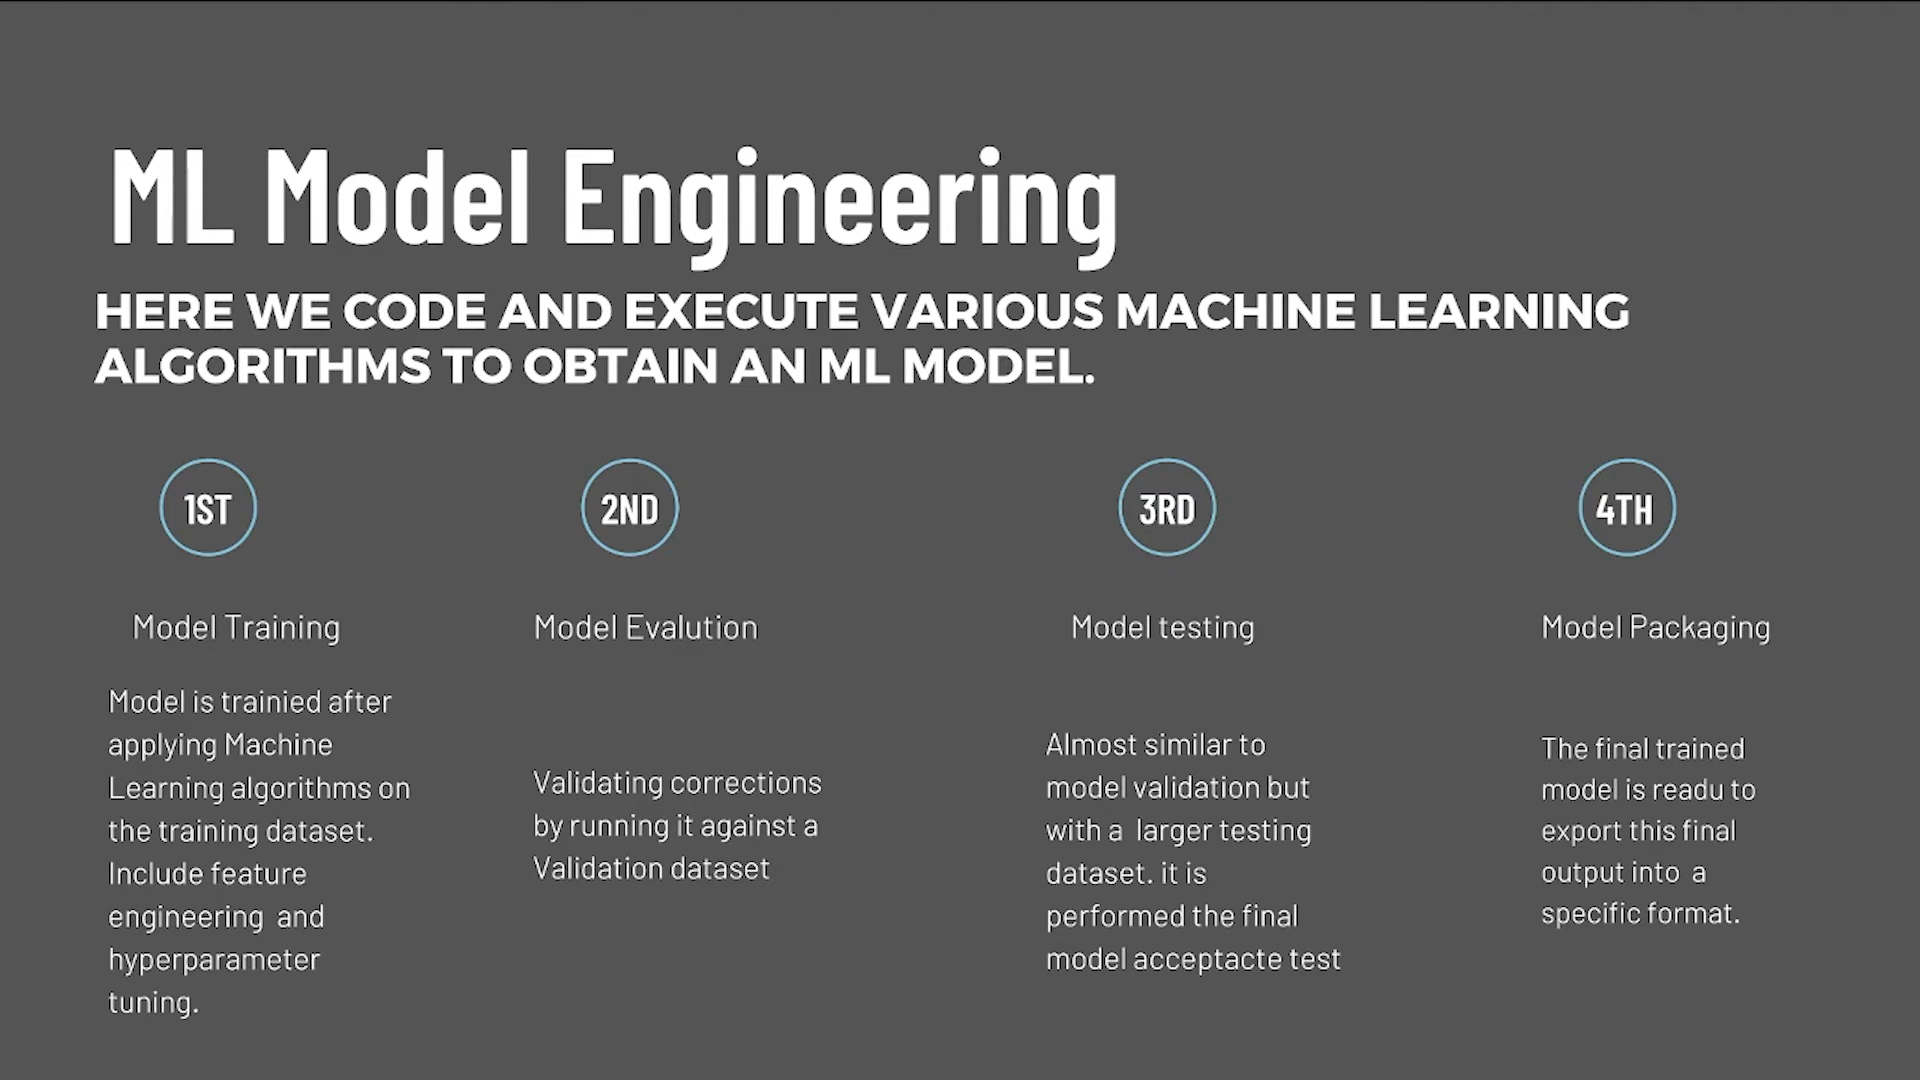 ML Model Engineering
HERE WE CODE AND EXECUTE VARIOUS MACHINE LEARNING
ALGORITHMS TO OBTAIN AN ML MODEL.
1ST
Model Training
Model is trainied after
applying Machine
Learning algorithms on
the training dataset.
Include feature
engineering and
hyperparameter
tuning.
2ND
Model Evalution
Validating corrections
by running it against a
Validation dataset
3RD
Model testing
Almost similar to
model validation but
with a larger testing
dataset. it is
performed the final
model acceptacte test
4TH
Model Packaging
The final trained
model is readu to
export this final
output into a
specific format.